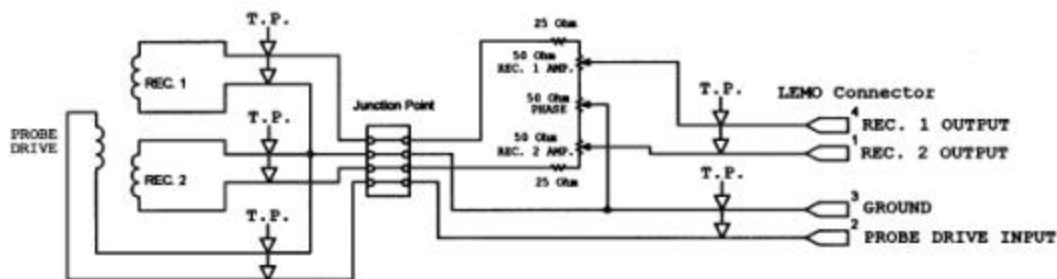 25 Ohm
T.P.
50 Ohm
REC. 1 AMP.
REC. 1
T.P.
LEMO Connector
Junction Point
50 Ohm
PHASE
4
REC. 1 OUTPUT
T.P.
PROBE
DRIVE
50 Ohm
REC. 2 AMP.
1
REC. 2 OUTPUT
REC. 2
25 Ohm
T.P.
T.P.
3
GROUND
2
PROBE DRIVE INPUT